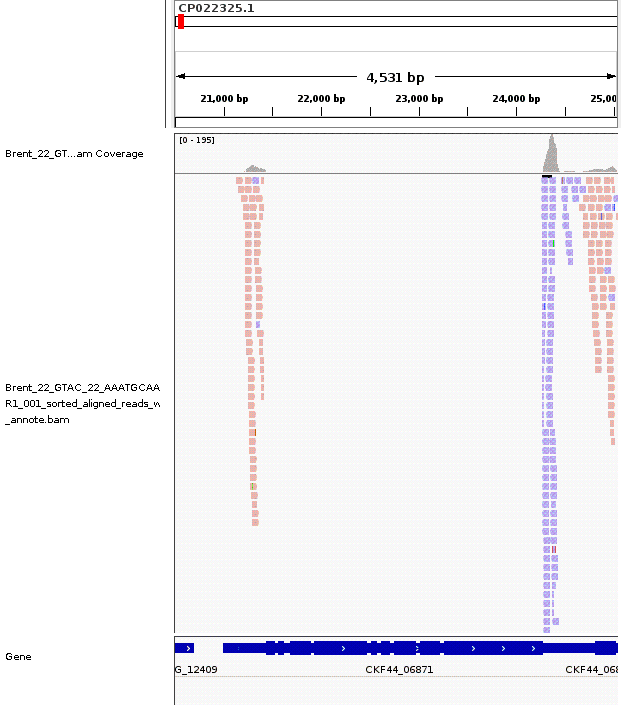 CP022325.1
4,531 bp
21,000 bp 22,000 bp 23,000 bp 24,000 bp 25,00
[0 - 195]
Brent_22_GT...am Coverage
Brent_22_GTAC_22_AAATGCAA
R1_001_sorted_aligned_reads_w
_annote.bam
Gene
G_12409 CKF44_06871 CKF44_068